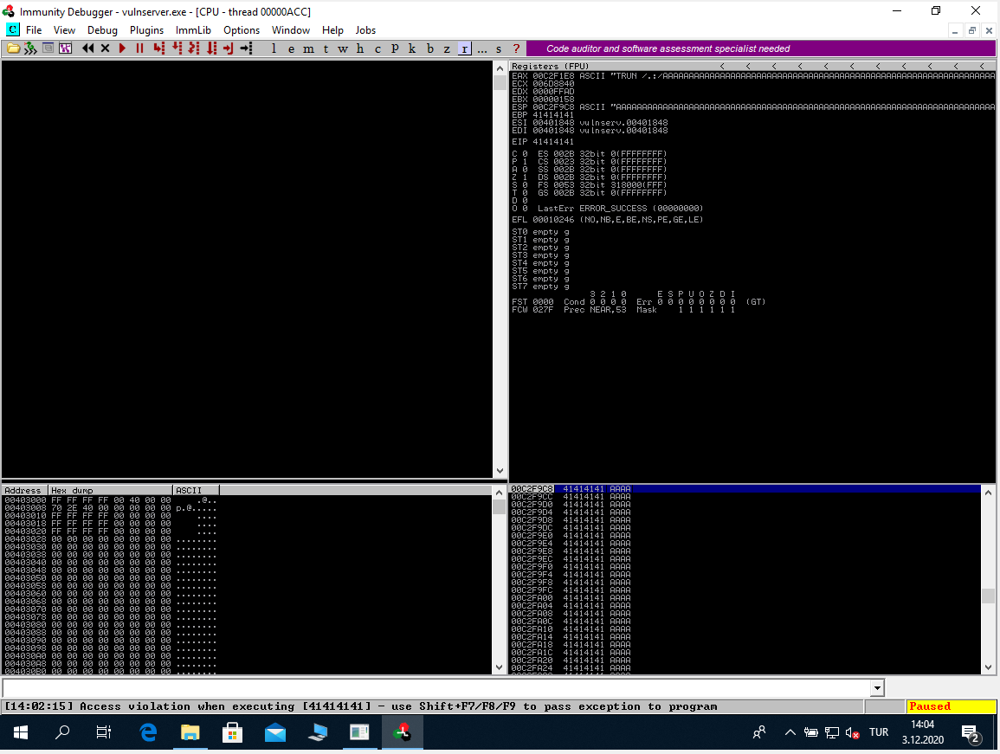 Immunity Debugger - vulnserver.exe - [CPU - thread 00000ACC]
C File View Debug Plugins ImmLib Options Window Help Jobs
l e m t w h c P k b z r ... s ? Code auditor and software assessment specialist needed
Registers (FPU) < < < < < < < < < < <
EAX 00C2F1E8 ASCII "TRUN /.:/AAAAAAAAAAAAAAAAAAAAAAAAAAAAAAAAAAAAAAAAAAAAAAAAAAAAAAAAAAAAAAAA
ECX 006D8840
EDX 0000FFAD
EBX 00000158
ESP 00C2F9C8 ASCII "AAAAAAAAAAAAAAAAAAAAAAAAAAAAAAAAAAAAAAAAAAAAAAAAAAAAAAAAAAAAAAAAAAAAAAAAA
EBP 41414141
ESI 00401848 vulnserv.00401848
EDI 00401848 vulnserv.00401848
EIP 41414141
C 0 ES 002B 32bit 0(FFFFFFFF)
P 1 CS 0023 32bit 0(FFFFFFFF)
A 0 SS 002B 32bit 0(FFFFFFFF)
Z 1 DS 002B 32bit 0(FFFFFFFF)
S 0 FS 0053 32bit 318000(FFF)
T 0 GS 002B 32bit 0(FFFFFFFF)
D 0
O 0 LastErr ERROR_SUCCESS (00000000)
EFL 00010246 (NO,NB,E,BE,NS,PE,GE,LE)
ST0 empty g
ST1 empty g
ST2 empty g
ST3 empty g
ST4 empty g
ST5 empty g
ST6 empty g
ST7 empty g
3 2 1 0 E S P U O Z D I
FST 0000 Cond 0 0 0 0 Err 0 0 0 0 0 0 0 0 (GT)
FCW 027F Prec NEAR,53 Mask 1 1 1 1 1 1
Address Hex dump ASCII
00403000 FF FF FF FF 00 40 00 00 .@..
00403008 70 2E 40 00 00 00 00 00 p.@.....
00403010 FF FF FF FF 00 00 00 00 ....
00403018 FF FF FF FF 00 00 00 00 ....
00403020 FF FF FF FF 00 00 00 00 ....
00403028 00 00 00 00 00 00 00 00 ........
00403030 00 00 00 00 00 00 00 00 ........
00403038 00 00 00 00 00 00 00 00 ........
00403040 00 00 00 00 00 00 00 00 ........
00403048 00 00 00 00 00 00 00 00 ........
00403050 00 00 00 00 00 00 00 00 ........
00403058 00 00 00 00 00 00 00 00 ........
00403060 00 00 00 00 00 00 00 00 ........
00403068 00 00 00 00 00 00 00 00 ........
00403070 00 00 00 00 00 00 00 00 ........
00403078 00 00 00 00 00 00 00 00 ........
00403080 00 00 00 00 00 00 00 00 ........
00403088 00 00 00 00 00 00 00 00 ........
00403090 00 00 00 00 00 00 00 00 ........
00403098 00 00 00 00 00 00 00 00 ........
004030A0 00 00 00 00 00 00 00 00 ........
004030A8 00 00 00 00 00 00 00 00 ........
004030B0 00 00 00 00 00 00 00 00 ........
00C2F9C8 41414141 AAAA
00C2F9CC 41414141 AAAA
00C2F9D0 41414141 AAAA
00C2F9D4 41414141 AAAA
00C2F9D8 41414141 AAAA
00C2F9DC 41414141 AAAA
00C2F9E0 41414141 AAAA
00C2F9E4 41414141 AAAA
00C2F9E8 41414141 AAAA
00C2F9EC 41414141 AAAA
00C2F9F0 41414141 AAAA
00C2F9F4 41414141 AAAA
00C2F9F8 41414141 AAAA
00C2F9FC 41414141 AAAA
00C2FA00 41414141 AAAA
00C2FA04 41414141 AAAA
00C2FA08 41414141 AAAA
00C2FA0C 41414141 AAAA
00C2FA10 41414141 AAAA
00C2FA14 41414141 AAAA
00C2FA18 41414141 AAAA
00C2FA1C 41414141 AAAA
00C2FA20 41414141 AAAA
00C2FA24 41414141 AAAA
[14:02:15] Access violation when executing [41414141] - use Shift+F7/F8/F9 to pass exception to program
Paused
TUR
14:04
3.12.2020
2